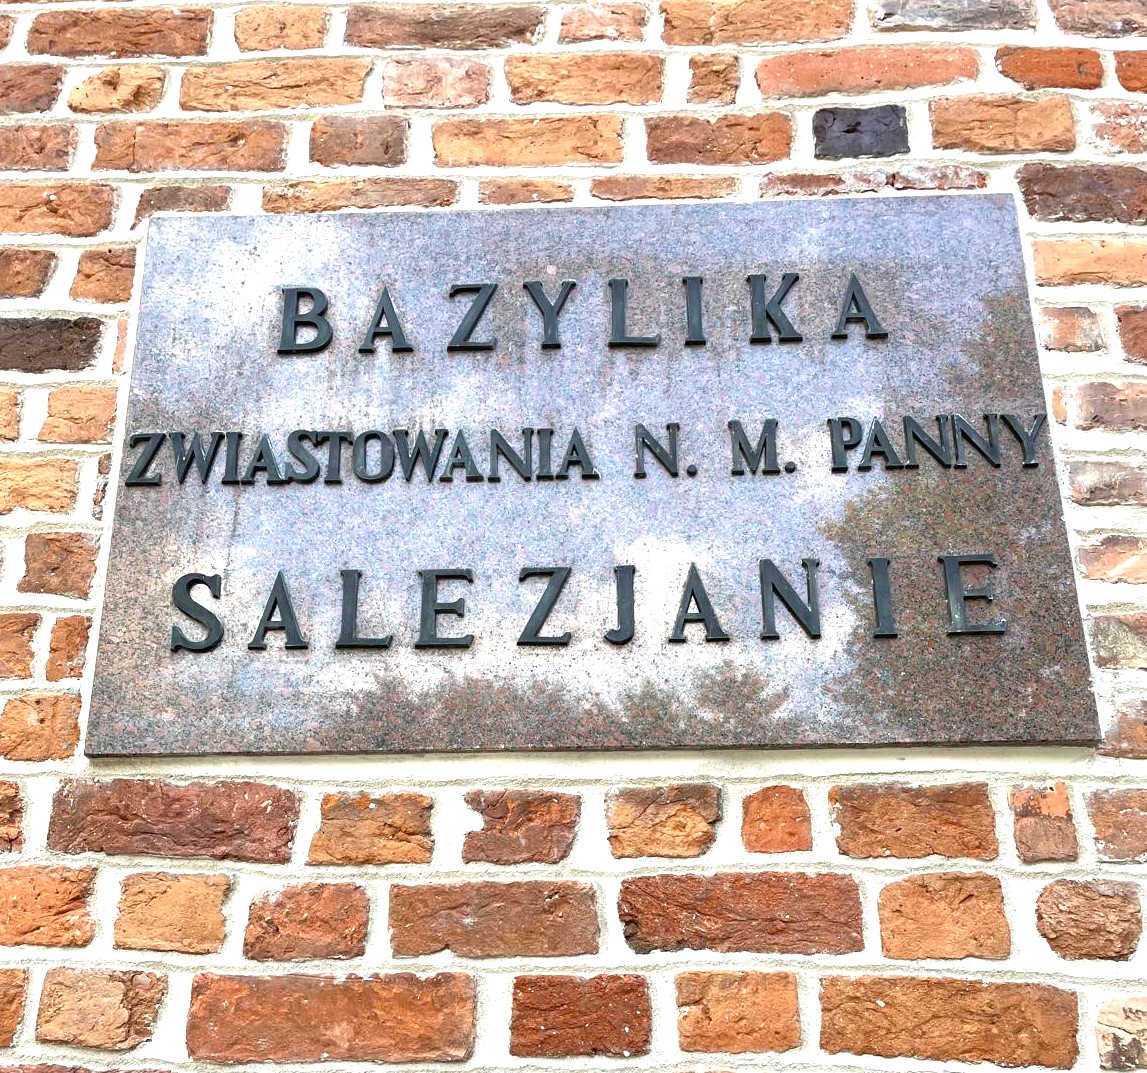 BAZYLIKA
ZWIASTOWANIA N. M. PANNY
SALEZJANIE